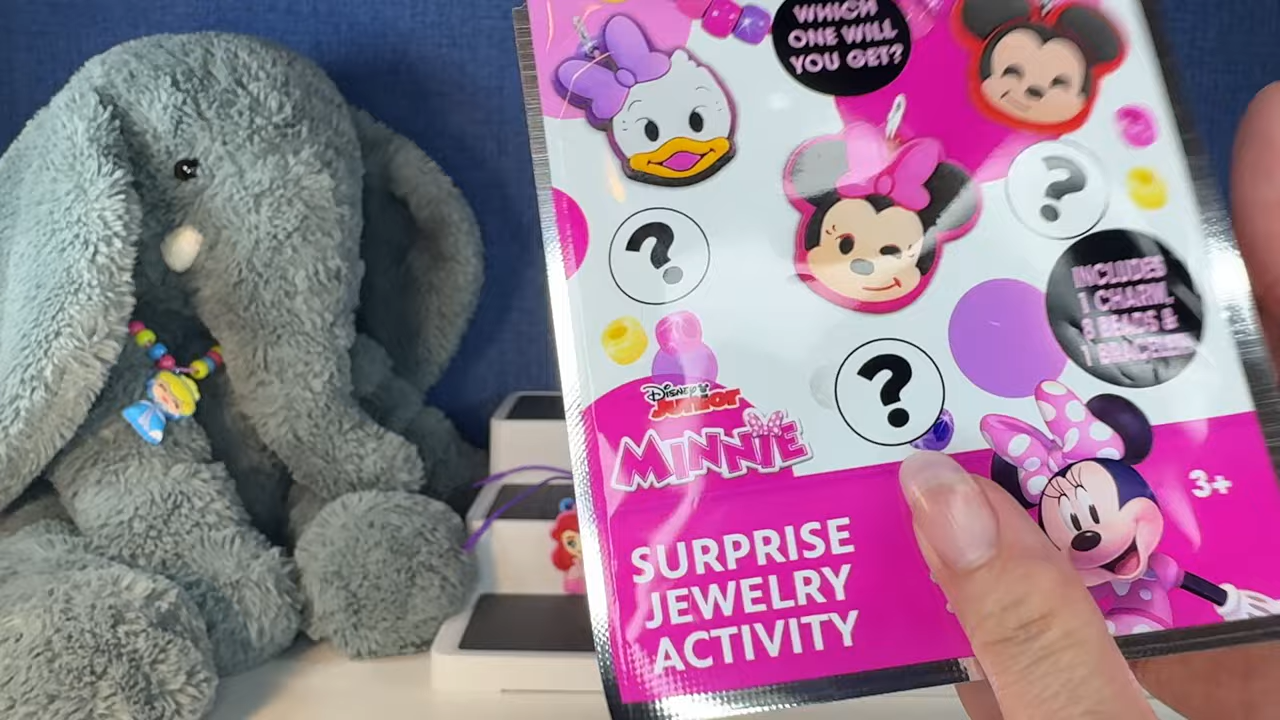 WHICH
ONE WILL
YOU GET?
?
?
INCLUDES
1 CHARM,
8 BEADS &
1 BRACELET
?
Disney
JUNIOR
MINNIE
3+
SURPRISE
JEWELRY
ACTIVITY